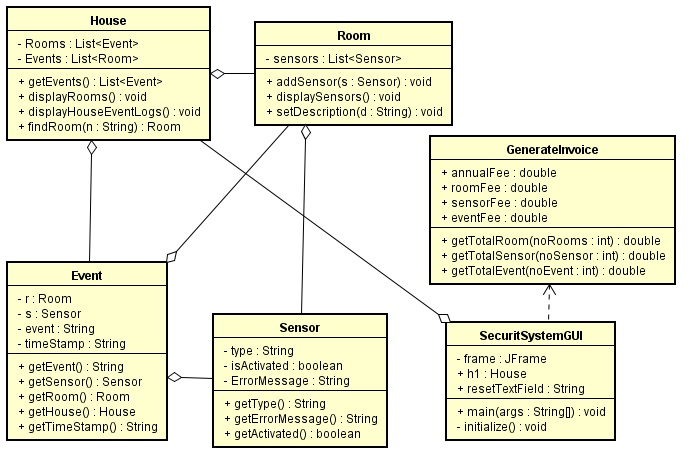 House
- Rooms : List<Event>
- Events : List<Room>
+ getEvents() : List<Event>
+ displayRooms() : void
+ displayHouseEventLogs() : void
+ findRoom(n : String) : Room
Room
- sensors : List<Sensor>
+ addSensor(s : Sensor) : void
+ displaySensors() : void
+ setDescription(d : String) : void
GenerateInvoice
+ annualFee : double
+ roomFee : double
+ sensorFee : double
+ eventFee : double
+ getTotalRoom(noRooms : int) : double
+ getTotalSensor(noSensor : int) : double
+ getTotalEvent(noEvent : int) : double
Event
- r : Room
- s : Sensor
- event : String
- timeStamp : String
+ getEvent() : String
+ getSensor() : Sensor
+ getRoom() : Room
+ getHouse() : House
+ getTimeStamp() : String
Sensor
- type : String
- isActivated : boolean
- ErrorMessage : String
+ getType() : String
+ getErrorMessage() : String
+ getActivated() : boolean
SecuritSystemGUI
- frame : JFrame
+ h1 : House
+ resetTextField : String
+ main(args : String[]) : void
- initialize() : void